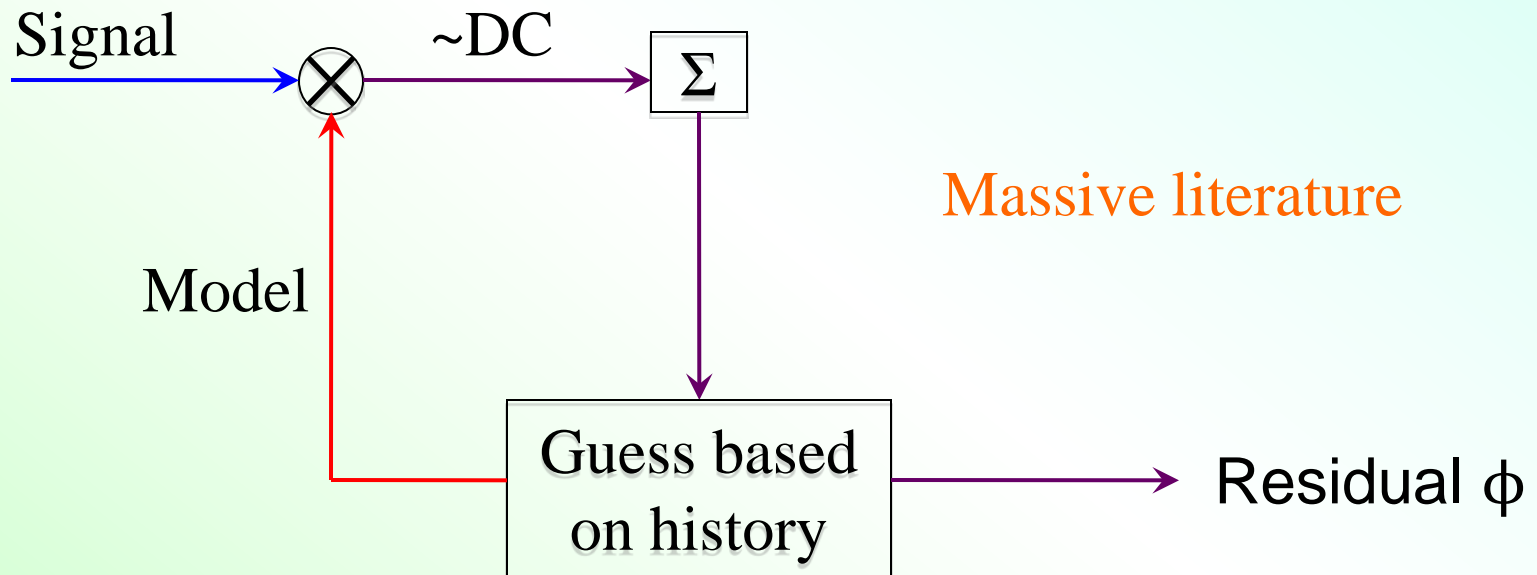 Signal
~DC
Σ
Massive literature
Model
Guess based
on history
Residual ϕ